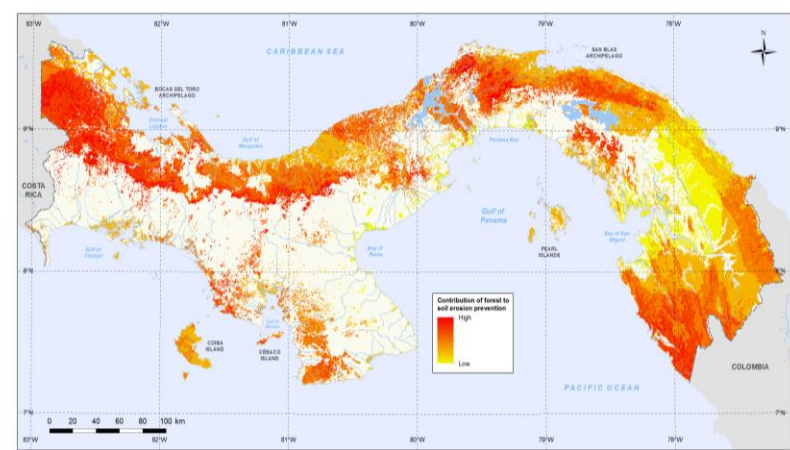 83°W 82°W 81°W 80°W 79°W 78°W
N
CARIBBEAN SEA
SAN BLAS
ARCHIPELAGO
BOCAS DEL TORO
ARCHIPELAGO
Chiriqui
Lagoon
9°N
Gulf of
Mosquitos
9°N
Panama Bay
COSTA
RICA
Gulf of
Panama
Gulf of
Chiriqui
Bay of
Parita
PEARL
ISLANDS
Bay of San
Miguel
8°N
8°N
Contribution of forest to
soil erosion prevention
High
Low
COIBA
ISLAND
CÉBACO
ISLAND
COLOMBIA
PACIFIC OCEAN
7°N
7°N
0 20 40 60 80 100 km
83°W 82°W 81°W 80°W 79°W 78°W